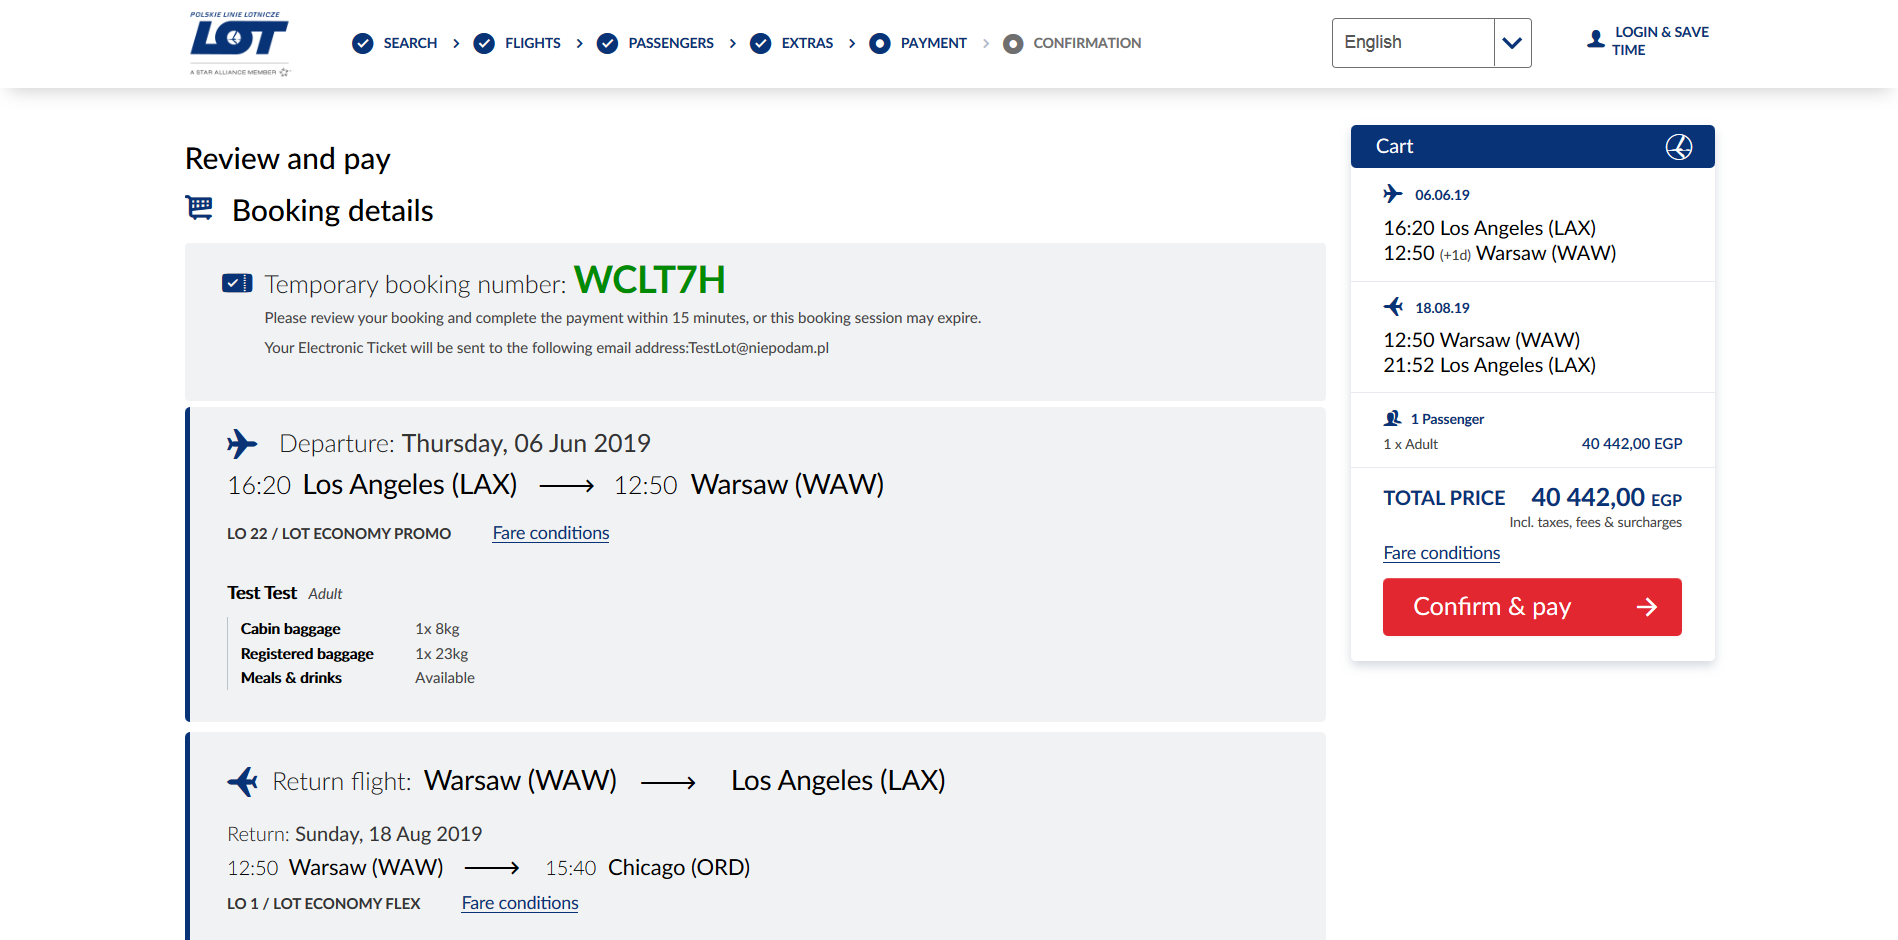 POLSKIE LINIE LOTNICZE
LOT
A STAR ALLIANCE MEMBER
SEARCH
FLIGHTS
PASSENGERS
EXTRAS
PAYMENT
CONFIRMATION
English
LOGIN & SAVE
TIME
Review and pay
Booking details
Temporary booking number: WCLT7H
Please review your booking and complete the payment within 15 minutes, or this booking session may expire.
Your Electronic Ticket will be sent to the following email address:TestLot@niepodam.pl
Departure: Thursday, 06 Jun 2019
16:20 Los Angeles (LAX) 12:50 Warsaw (WAW)
LO 22 / LOT ECONOMY PROMO Fare conditions
Test Test Adult
Cabin baggage 1x 8kg
Registered baggage 1x 23kg
Meals & drinks Available
Return flight: Warsaw (WAW) Los Angeles (LAX)
Return: Sunday, 18 Aug 2019
12:50 Warsaw (WAW) 15:40 Chicago (ORD)
LO 1 / LOT ECONOMY FLEX Fare conditions
Cart
06.06.19
16:20 Los Angeles (LAX)
12:50 (+1d) Warsaw (WAW)
18.08.19
12:50 Warsaw (WAW)
21:52 Los Angeles (LAX)
1 Passenger
1 x Adult 40 442,00 EGP
TOTAL PRICE 40 442,00 EGP
Incl. taxes, fees & surcharges
Fare conditions
Confirm & pay